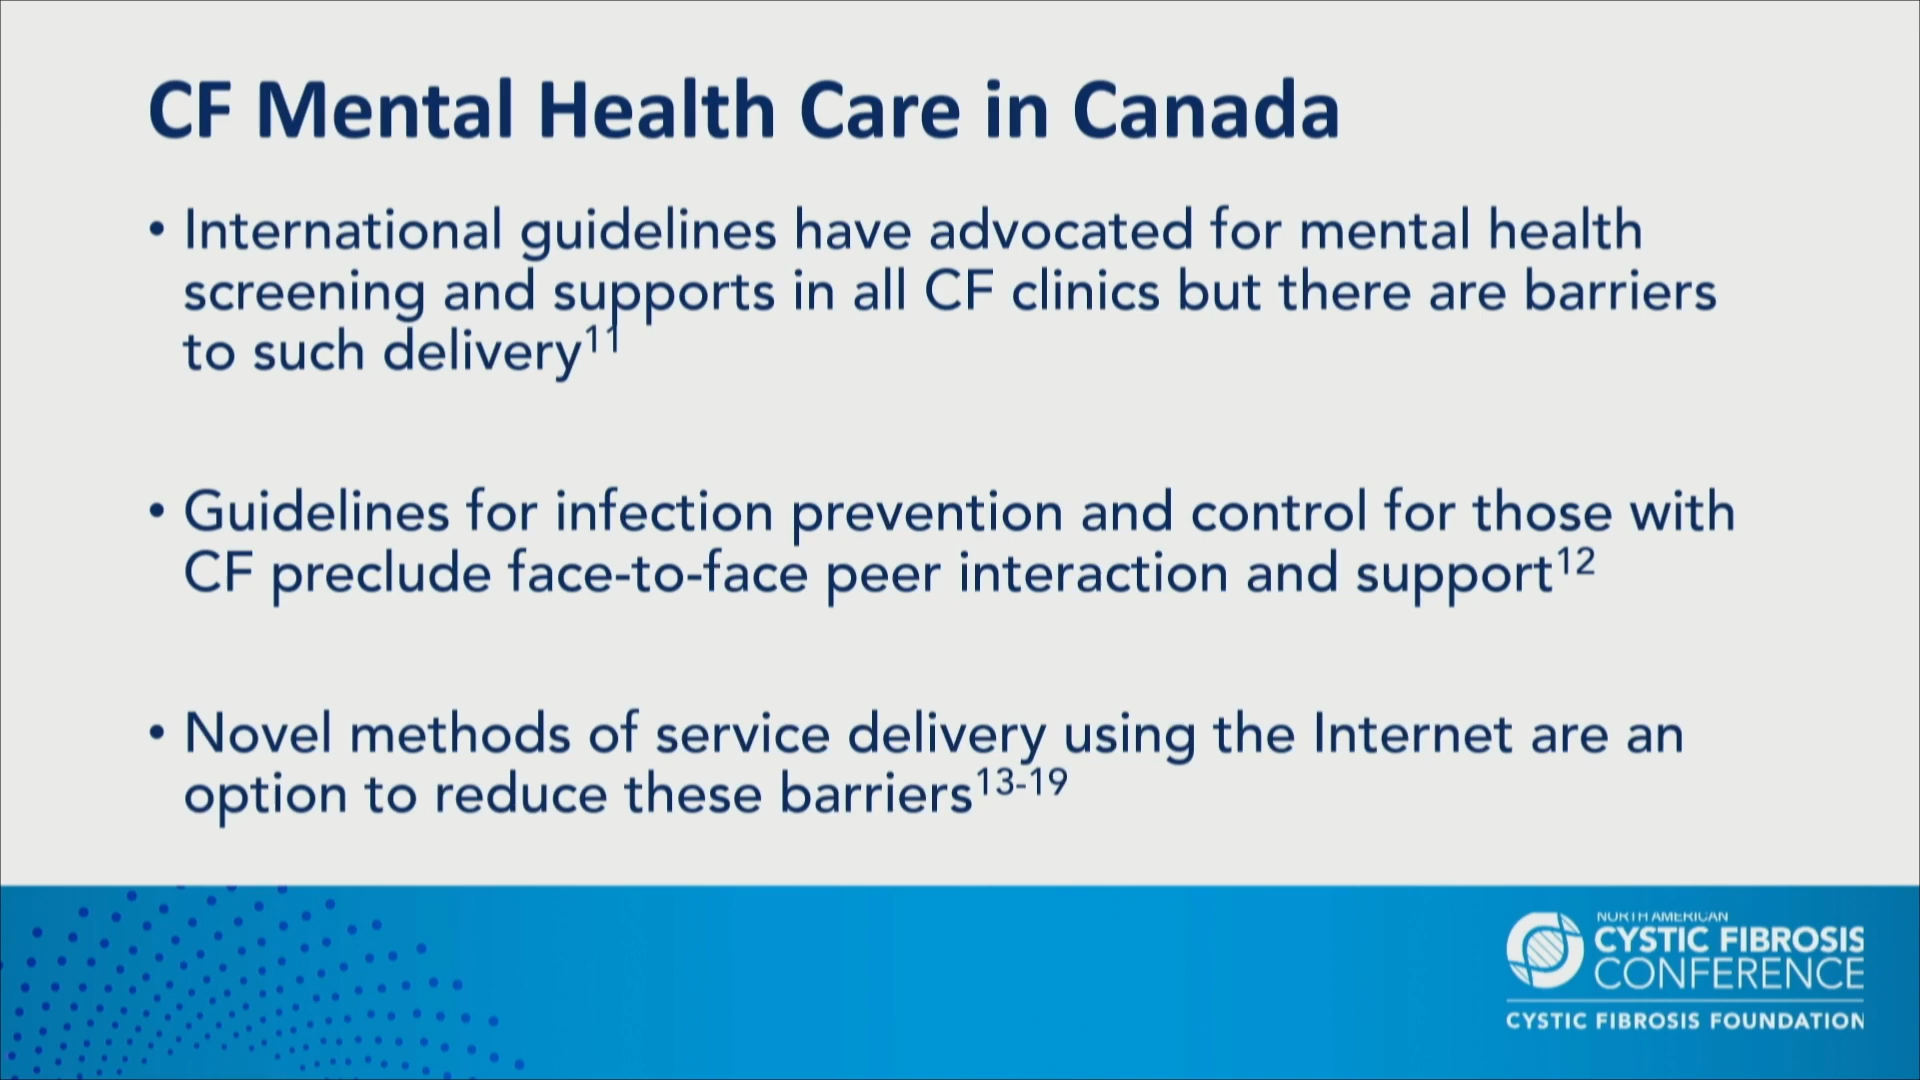 CF Mental Health Care in Canada
• International guidelines have advocated for mental health
screening and supports in all CF clinics but there are barriers
to such delivery¹¹
• Guidelines for infection prevention and control for those with
CF preclude face-to-face peer interaction and support¹²
• Novel methods of service delivery using the Internet are an
option to reduce these barriers¹³⁻¹⁹
NORTH AMERICAN
CYSTIC FIBROSIS
CONFERENCE
CYSTIC FIBROSIS FOUNDATION